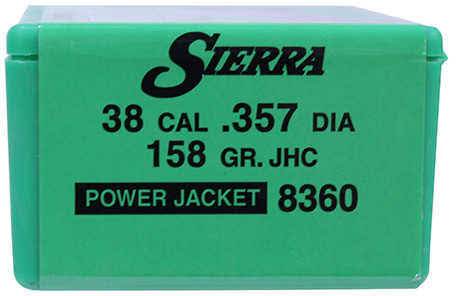 SIERRA
38 CAL .357 DIA
158 GR. JHC
POWER JACKET 8360